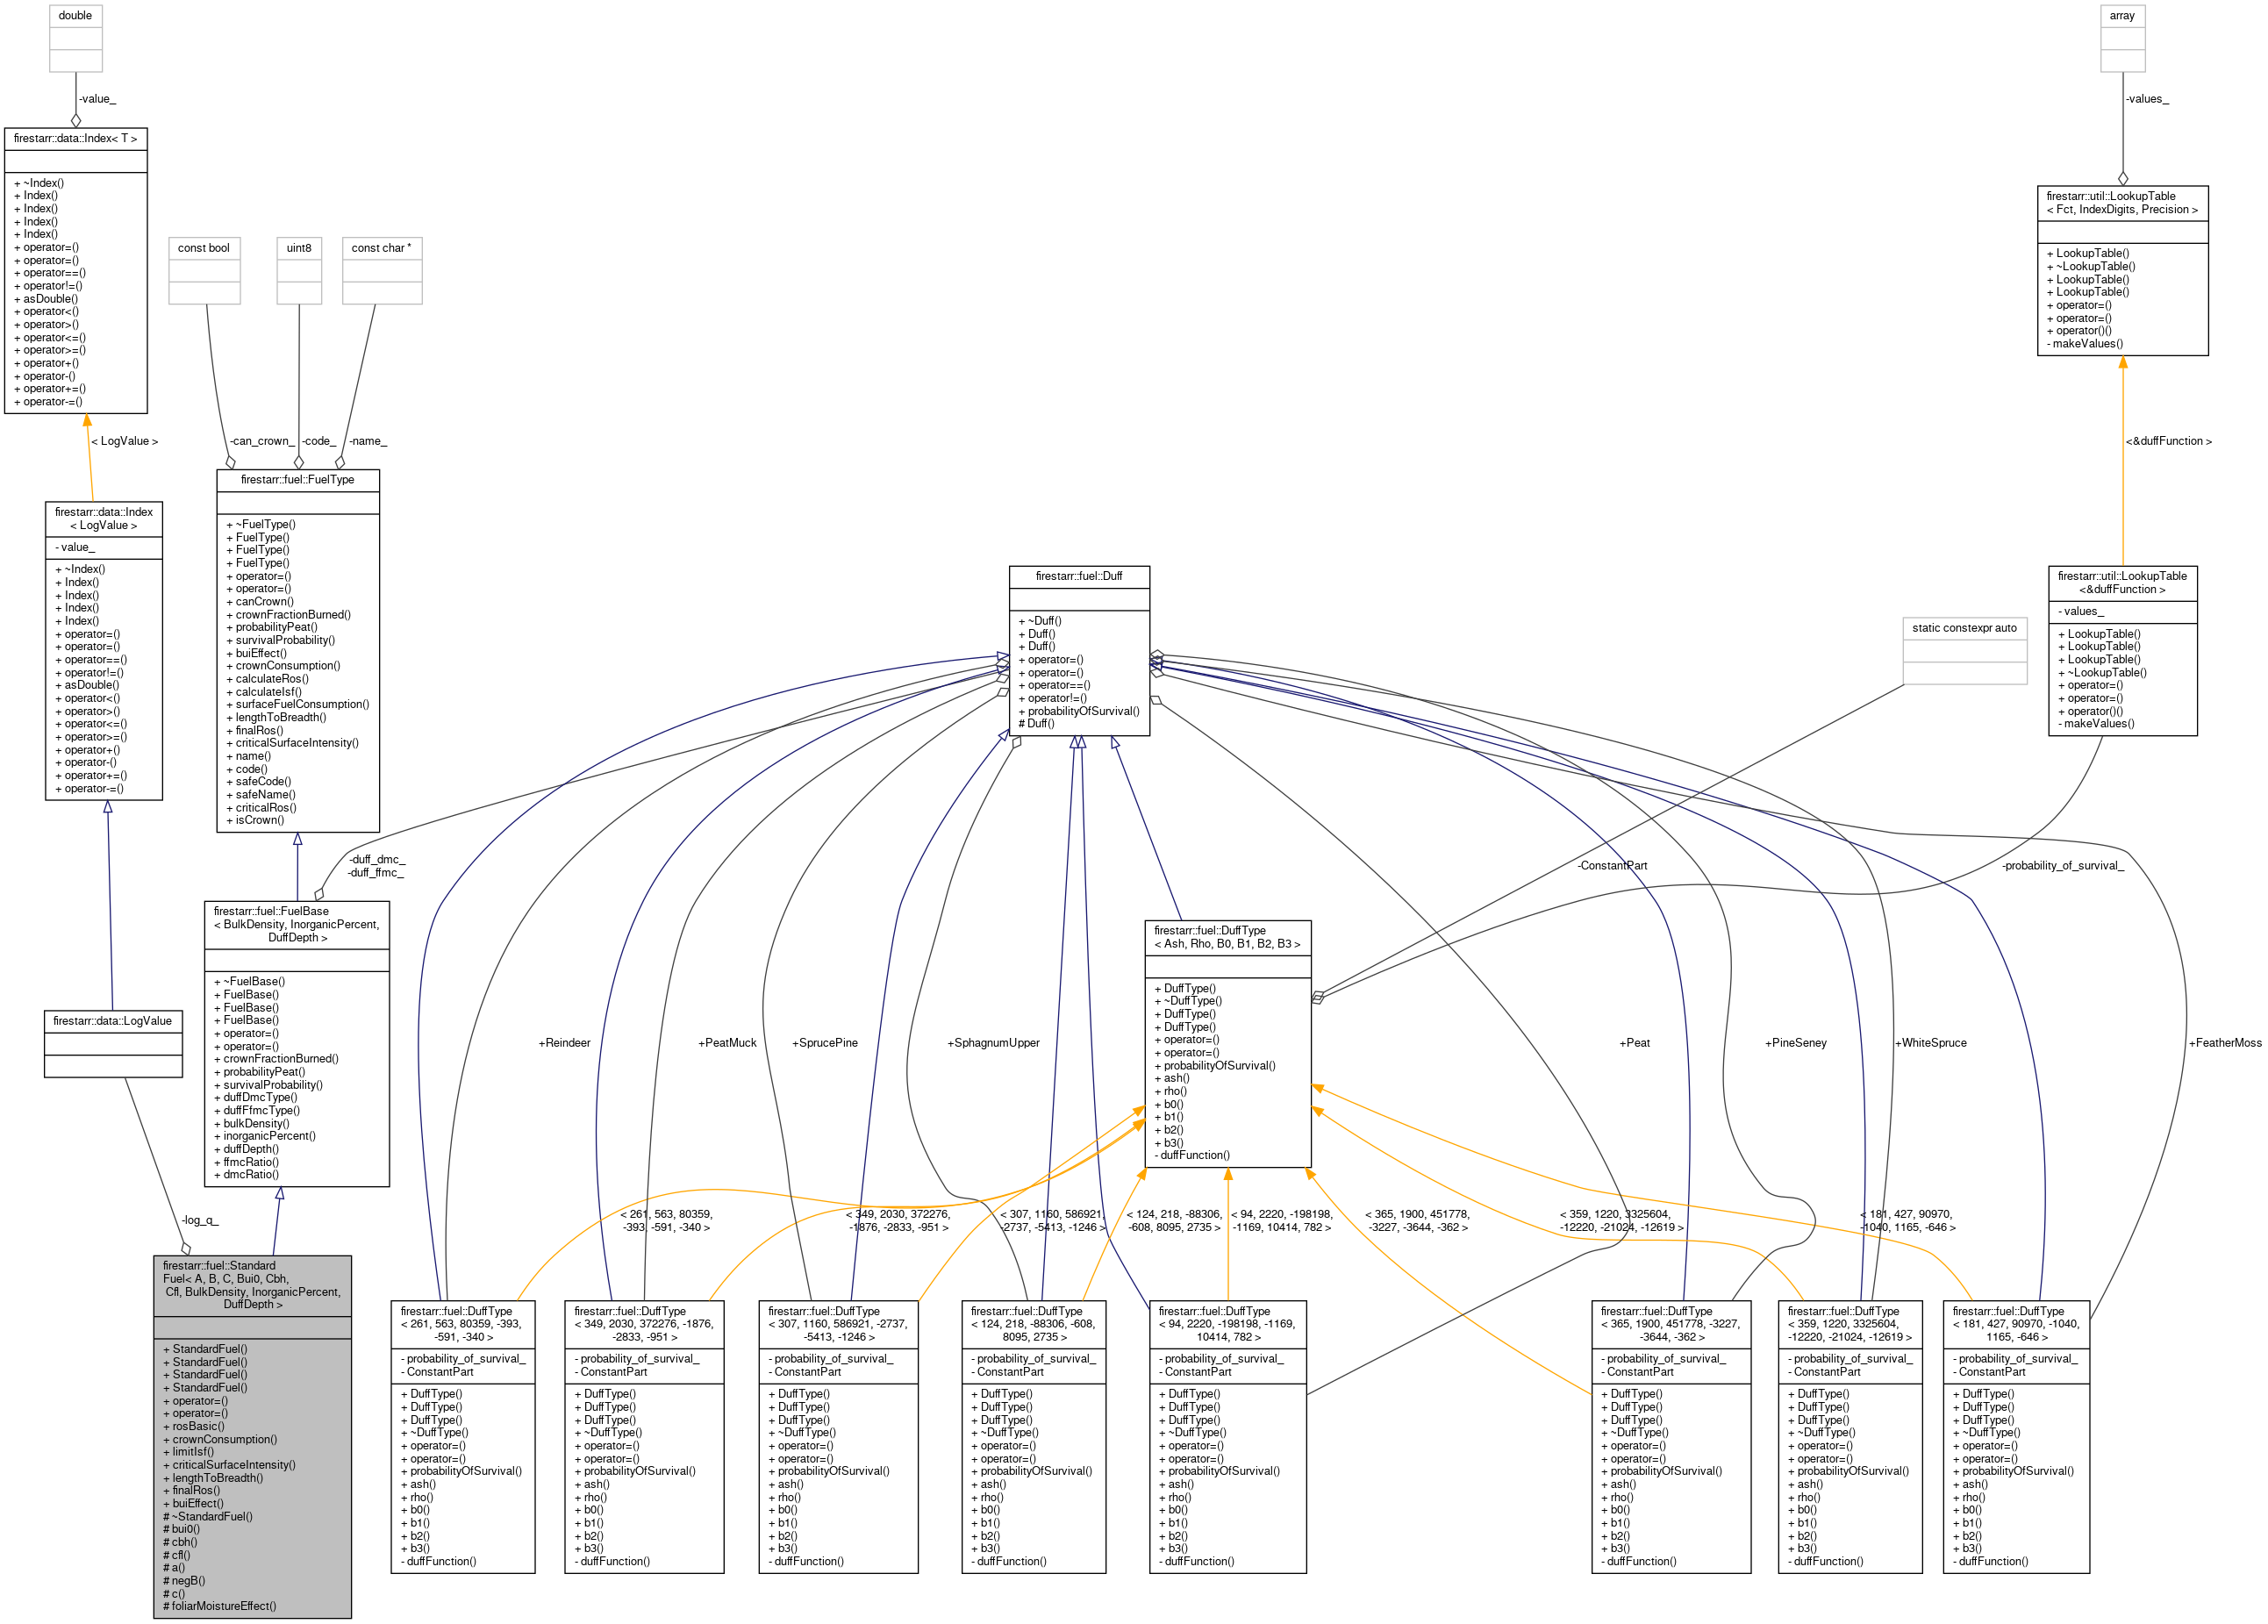 double
-value_
firestarr::data::Index< T >
+ ~Index()
+ Index()
+ Index()
+ Index()
+ Index()
+ operator=()
+ operator=()
+ operator==()
+ operator!=()
+ asDouble()
+ operator<()
+ operator>()
+ operator<=()
+ operator>=()
+ operator+()
+ operator-()
+ operator+=()
+ operator-=()
< LogValue >
firestarr::data::Index
< LogValue >
- value_
+ ~Index()
+ Index()
+ Index()
+ Index()
+ Index()
+ operator=()
+ operator=()
+ operator==()
+ operator!=()
+ asDouble()
+ operator<()
+ operator>()
+ operator<=()
+ operator>=()
+ operator+()
+ operator-()
+ operator+=()
+ operator-=()
firestarr::data::LogValue
-log_q_
const bool
uint8
const char *
-can_crown_
-code_
-name_
firestarr::fuel::FuelType
+ ~FuelType()
+ FuelType()
+ FuelType()
+ FuelType()
+ operator=()
+ operator=()
+ canCrown()
+ crownFractionBurned()
+ probabilityPeat()
+ survivalProbability()
+ buiEffect()
+ crownConsumption()
+ calculateRos()
+ calculateIsf()
+ surfaceFuelConsumption()
+ lengthToBreadth()
+ finalRos()
+ criticalSurfaceIntensity()
+ name()
+ code()
+ safeCode()
+ safeName()
+ criticalRos()
+ isCrown()
-duff_dmc_
-duff_ffmc_
firestarr::fuel::FuelBase
< BulkDensity, InorganicPercent,
DuffDepth >
+ ~FuelBase()
+ FuelBase()
+ FuelBase()
+ FuelBase()
+ operator=()
+ operator=()
+ crownFractionBurned()
+ probabilityPeat()
+ survivalProbability()
+ duffDmcType()
+ duffFfmcType()
+ bulkDensity()
+ inorganicPercent()
+ duffDepth()
+ ffmcRatio()
+ dmcRatio()
firestarr::fuel::Standard
Fuel< A, B, C, Bui0, Cbh,
Cfl, BulkDensity, InorganicPercent,
DuffDepth >
+ StandardFuel()
+ StandardFuel()
+ StandardFuel()
+ StandardFuel()
+ operator=()
+ operator=()
+ rosBasic()
+ crownConsumption()
+ limitIsf()
+ criticalSurfaceIntensity()
+ lengthToBreadth()
+ finalRos()
+ buiEffect()
# ~StandardFuel()
# bui0()
# cbh()
# cfl()
# a()
# negB()
# c()
# foliarMoistureEffect()
firestarr::fuel::Duff
+ ~Duff()
+ Duff()
+ Duff()
+ operator=()
+ operator=()
+ operator==()
+ operator!=()
+ probabilityOfSurvival()
# Duff()
+Reindeer
+PeatMuck
+SprucePine
+SphagnumUpper
+Peat
+PineSeney
+WhiteSpruce
+FeatherMoss
array
-values_
firestarr::util::LookupTable
< Fct, IndexDigits, Precision >
+ LookupTable()
+ ~LookupTable()
+ LookupTable()
+ LookupTable()
+ operator=()
+ operator=()
+ operator()()
- makeValues()
<&duffFunction >
firestarr::util::LookupTable
<&duffFunction >
- values_
+ LookupTable()
+ LookupTable()
+ LookupTable()
+ ~LookupTable()
+ operator=()
+ operator=()
+ operator()()
- makeValues()
static constexpr auto
-ConstantPart
-probability_of_survival_
firestarr::fuel::DuffType
< Ash, Rho, B0, B1, B2, B3 >
+ DuffType()
+ ~DuffType()
+ DuffType()
+ DuffType()
+ operator=()
+ operator=()
+ probabilityOfSurvival()
+ ash()
+ rho()
+ b0()
+ b1()
+ b2()
+ b3()
- duffFunction()
< 261, 563, 80359,
-393, -591, -340 >
< 349, 2030, 372276,
-1876, -2833, -951 >
< 307, 1160, 586921,
-2737, -5413, -1246 >
< 124, 218, -88306,
-608, 8095, 2735 >
< 94, 2220, -198198,
-1169, 10414, 782 >
< 365, 1900, 451778,
-3227, -3644, -362 >
< 359, 1220, 3325604,
-12220, -21024, -12619 >
< 181, 427, 90970,
-1040, 1165, -646 >
firestarr::fuel::DuffType
< 261, 563, 80359, -393,
-591, -340 >
- probability_of_survival_
- ConstantPart
+ DuffType()
+ DuffType()
+ DuffType()
+ ~DuffType()
+ operator=()
+ operator=()
+ probabilityOfSurvival()
+ ash()
+ rho()
+ b0()
+ b1()
+ b2()
+ b3()
- duffFunction()
firestarr::fuel::DuffType
< 349, 2030, 372276, -1876,
-2833, -951 >
- probability_of_survival_
- ConstantPart
+ DuffType()
+ DuffType()
+ DuffType()
+ ~DuffType()
+ operator=()
+ operator=()
+ probabilityOfSurvival()
+ ash()
+ rho()
+ b0()
+ b1()
+ b2()
+ b3()
- duffFunction()
firestarr::fuel::DuffType
< 307, 1160, 586921, -2737,
-5413, -1246 >
- probability_of_survival_
- ConstantPart
+ DuffType()
+ DuffType()
+ DuffType()
+ ~DuffType()
+ operator=()
+ operator=()
+ probabilityOfSurvival()
+ ash()
+ rho()
+ b0()
+ b1()
+ b2()
+ b3()
- duffFunction()
firestarr::fuel::DuffType
< 124, 218, -88306, -608,
8095, 2735 >
- probability_of_survival_
- ConstantPart
+ DuffType()
+ DuffType()
+ DuffType()
+ ~DuffType()
+ operator=()
+ operator=()
+ probabilityOfSurvival()
+ ash()
+ rho()
+ b0()
+ b1()
+ b2()
+ b3()
- duffFunction()
firestarr::fuel::DuffType
< 94, 2220, -198198, -1169,
10414, 782 >
- probability_of_survival_
- ConstantPart
+ DuffType()
+ DuffType()
+ DuffType()
+ ~DuffType()
+ operator=()
+ operator=()
+ probabilityOfSurvival()
+ ash()
+ rho()
+ b0()
+ b1()
+ b2()
+ b3()
- duffFunction()
firestarr::fuel::DuffType
< 365, 1900, 451778, -3227,
-3644, -362 >
- probability_of_survival_
- ConstantPart
+ DuffType()
+ DuffType()
+ DuffType()
+ ~DuffType()
+ operator=()
+ operator=()
+ probabilityOfSurvival()
+ ash()
+ rho()
+ b0()
+ b1()
+ b2()
+ b3()
- duffFunction()
firestarr::fuel::DuffType
< 359, 1220, 3325604,
-12220, -21024, -12619 >
- probability_of_survival_
- ConstantPart
+ DuffType()
+ DuffType()
+ DuffType()
+ ~DuffType()
+ operator=()
+ operator=()
+ probabilityOfSurvival()
+ ash()
+ rho()
+ b0()
+ b1()
+ b2()
+ b3()
- duffFunction()
firestarr::fuel::DuffType
< 181, 427, 90970, -1040,
1165, -646 >
- probability_of_survival_
- ConstantPart
+ DuffType()
+ DuffType()
+ DuffType()
+ ~DuffType()
+ operator=()
+ operator=()
+ probabilityOfSurvival()
+ ash()
+ rho()
+ b0()
+ b1()
+ b2()
+ b3()
- duffFunction()